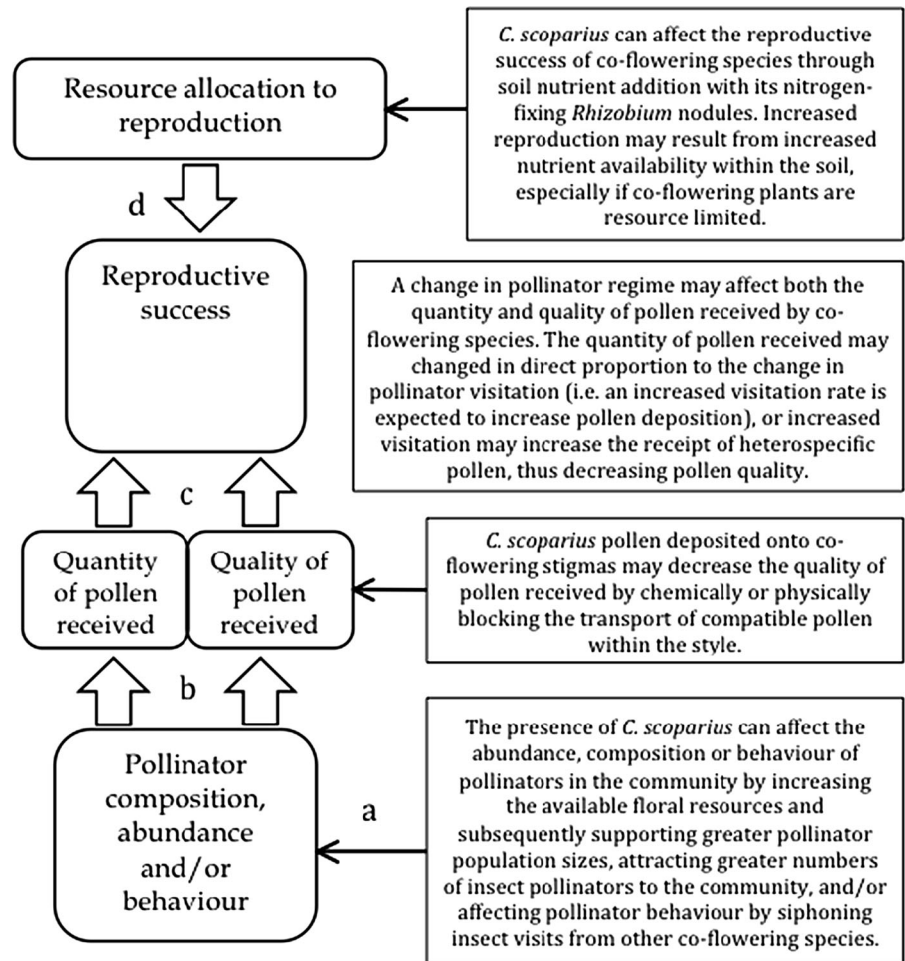 C. scoparius can affect the reproductive
success of co-flowering species through
soil nutrient addition with its nitrogen-
fixing Rhizobium nodules. Increased
reproduction may result from increased
nutrient availability within the soil,
especially if co-flowering plants are
resource limited.
Resource allocation to
reproduction
d
Reproductive
success
A change in pollinator regime may affect both the
quantity and quality of pollen received by co-
flowering species. The quantity of pollen received may
changed in direct proportion to the change in
pollinator visitation (i.e. an increased visitation rate is
expected to increase pollen deposition), or increased
visitation may increase the receipt of heterospecific
pollen, thus decreasing pollen quality.
c
Quantity
of pollen
received
Quality of
pollen
received
C. scoparius pollen deposited onto co-
flowering stigmas may decrease the quality of
pollen received by chemically or physically
blocking the transport of compatible pollen
within the style.
b
Pollinator
composition,
abundance
and/or
behaviour
a
The presence of C. scoparius can affect the
abundance, composition or behaviour of
pollinators in the community by increasing
the available floral resources and
subsequently supporting greater pollinator
population sizes, attracting greater numbers
of insect pollinators to the community, and/or
affecting pollinator behaviour by siphoning
insect visits from other co-flowering species.